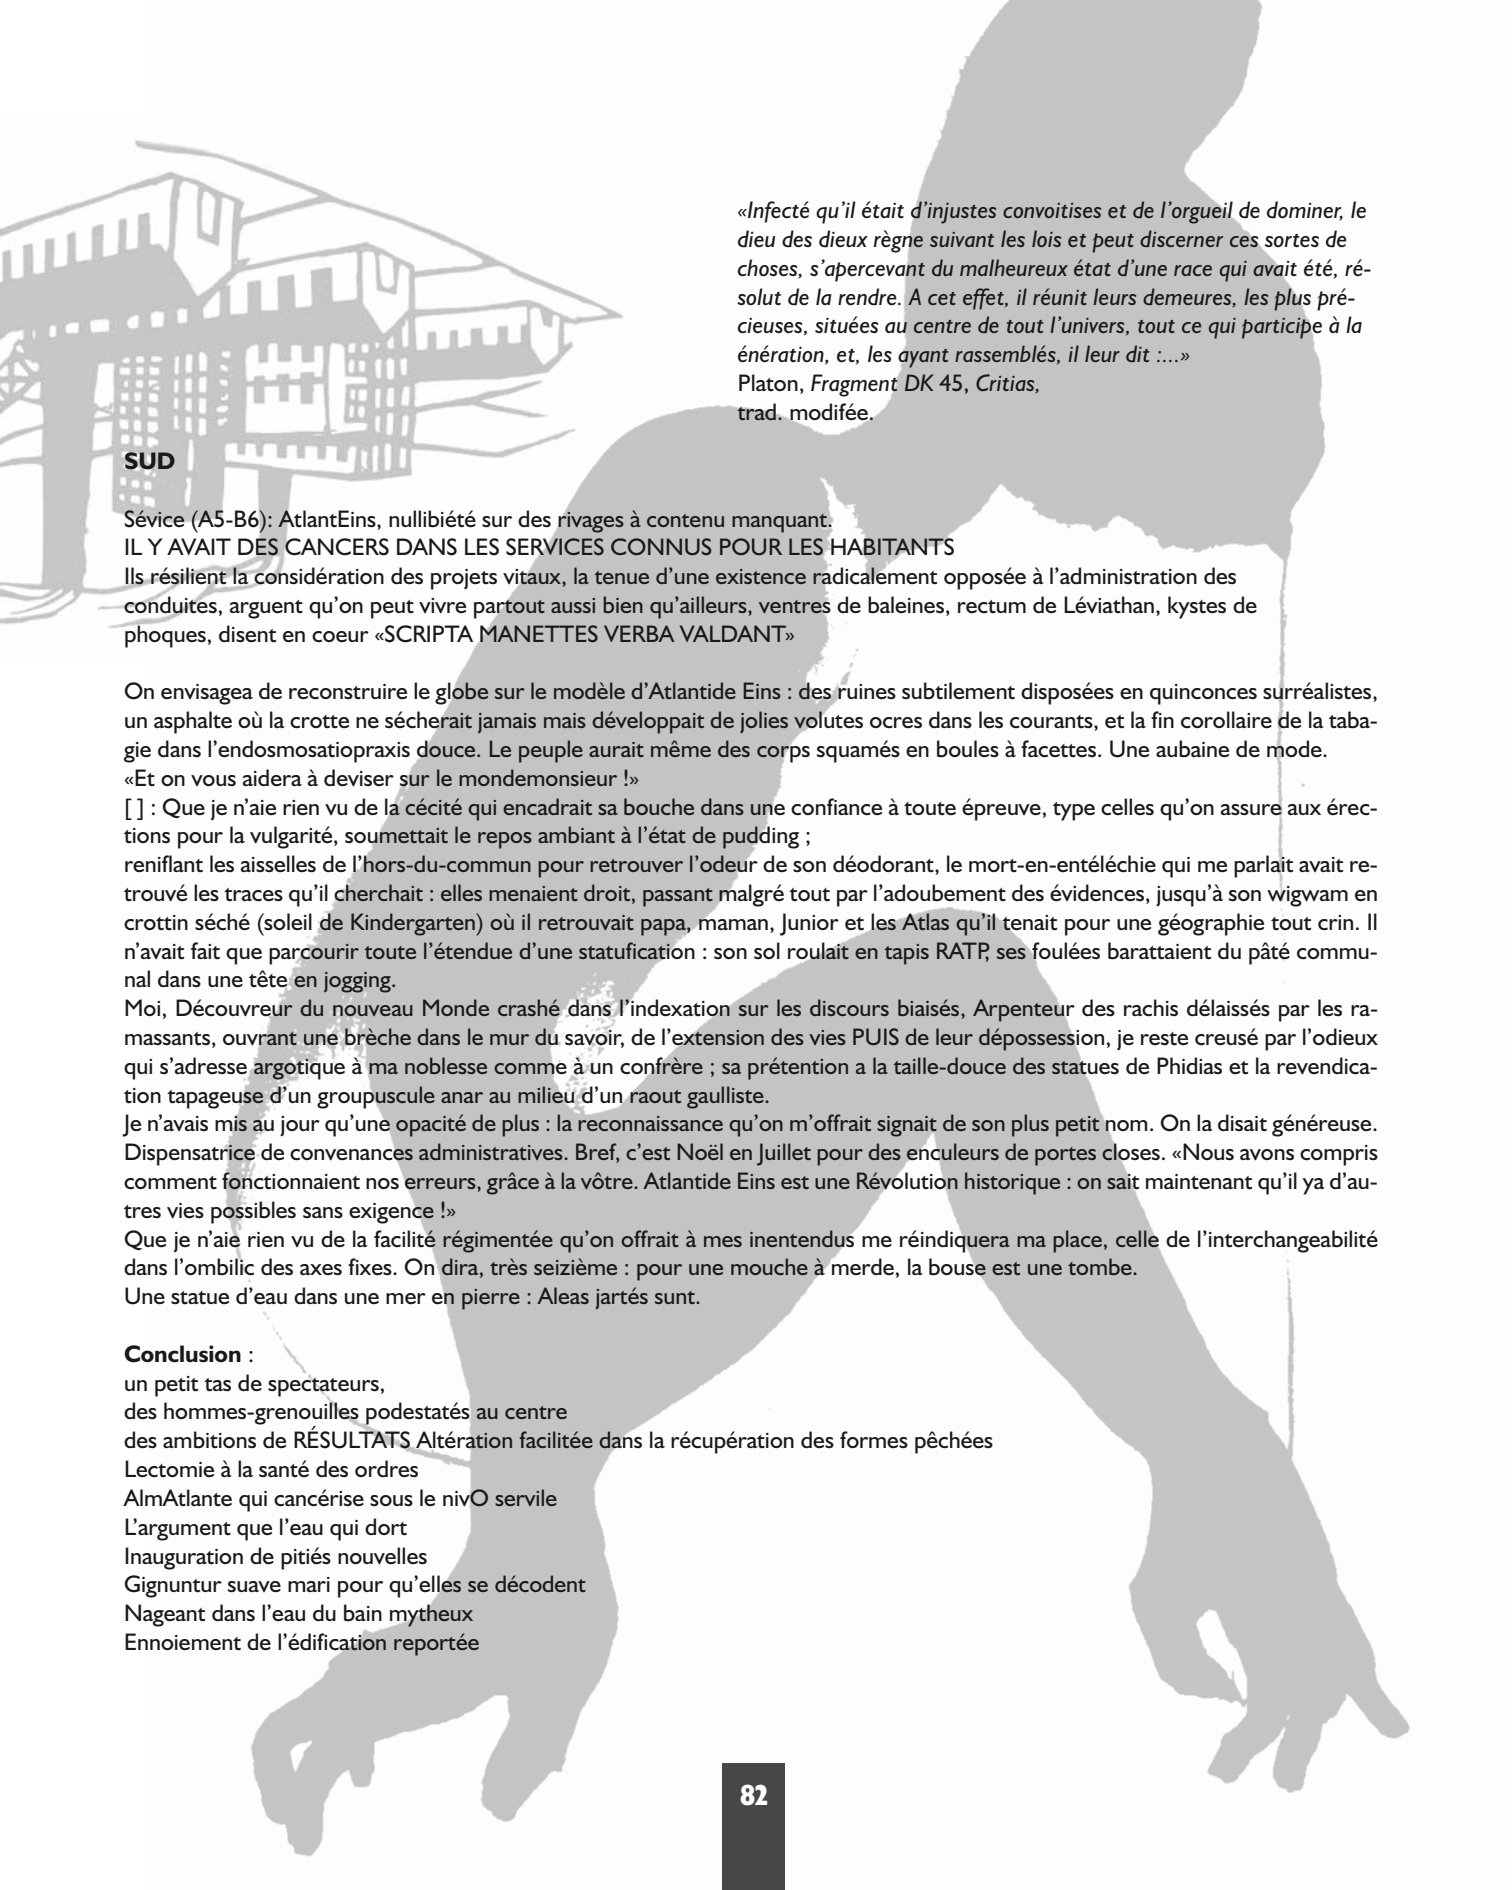 «Infecté qu’il était d’injustes convoitises et de l’orgueil de dominer, le
dieu des dieux règne suivant les lois et peut discerner ces sortes de
choses, s’apercevant du malheureux état d’une race qui avait été, ré-
solut de la rendre. A cet effet, il réunit leurs demeures, les plus pré-
cieuses, situées au centre de tout l’univers, tout ce qui participe à la
énération, et, les ayant rassemblés, il leur dit :...»
Platon, Fragment DK 45, Critias,
trad. modifée.
SUD
Sévice (A5-B6): AtlantEins, nullibiété sur des rivages à contenu manquant.
IL Y AVAIT DES CANCERS DANS LES SERVICES CONNUS POUR LES HABITANTS
Ils résilient la considération des projets vitaux, la tenue d’une existence radicalement opposée à l’administration des
conduites, arguent qu’on peut vivre partout aussi bien qu’ailleurs, ventres de baleines, rectum de Léviathan, kystes de
phoques, disent en coeur «SCRIPTA MANETTES VERBA VALDANT»
On envisagea de reconstruire le globe sur le modèle d’Atlantide Eins : des ruines subtilement disposées en quinconces surréalistes,
un asphalte où la crotte ne sécherait jamais mais développait de jolies volutes ocres dans les courants, et la fin corollaire de la taba-
gie dans l’endosmosatiopraxis douce. Le peuple aurait même des corps squamés en boules à facettes. Une aubaine de mode.
«Et on vous aidera à deviser sur le mondemonsieur !»
[ ] : Que je n’aie rien vu de la cécité qui encadrait sa bouche dans une confiance à toute épreuve, type celles qu’on assure aux érec-
tions pour la vulgarité, soumettait le repos ambiant à l’état de pudding ;
reniflant les aisselles de l’hors-du-commun pour retrouver l’odeur de son déodorant, le mort-en-entéléchie qui me parlait avait re-
trouvé les traces qu’il cherchait : elles menaient droit, passant malgré tout par l’adoubement des évidences, jusqu’à son wigwam en
crottin séché (soleil de Kindergarten) où il retrouvait papa, maman, Junior et les Atlas qu’il tenait pour une géographie tout crin. Il
n’avait fait que parcourir toute l’étendue d’une statufication : son sol roulait en tapis RATP, ses foulées barattaient du pâté commu-
nal dans une tête en jogging.
Moi, Découvreur du nouveau Monde crashé dans l’indexation sur les discours biaisés, Arpenteur des rachis délaissés par les ra-
massants, ouvrant une brèche dans le mur du savoir, de l’extension des vies PUIS de leur dépossession, je reste creusé par l’odieux
qui s’adresse argotique à ma noblesse comme à un confrère ; sa prétention a la taille-douce des statues de Phidias et la revendica-
tion tapageuse d’un groupuscule anar au milieu d’un raout gaulliste.
Je n’avais mis au jour qu’une opacité de plus : la reconnaissance qu’on m’offrait signait de son plus petit nom. On la disait généreuse.
Dispensatrice de convenances administratives. Bref, c’est Noël en Juillet pour des enculeurs de portes closes. «Nous avons compris
comment fonctionnaient nos erreurs, grâce à la vôtre. Atlantide Eins est une Révolution historique : on sait maintenant qu’il ya d’au-
tres vies possibles sans exigence !»
Que je n’aie rien vu de la facilité régimentée qu’on offrait à mes inentendus me réindiquera ma place, celle de l’interchangeabilité
dans l’ombilic des axes fixes. On dira, très seizième : pour une mouche à merde, la bouse est une tombe.
Une statue d’eau dans une mer en pierre : Aleas jartés sunt.
Conclusion :
un petit tas de spectateurs,
des hommes-grenouilles podestatés au centre
des ambitions de RÉSULTATS Altération facilitée dans la récupération des formes pêchées
Lectomie à la santé des ordres
AlmAtlante qui cancérise sous le nivO servile
L’argument que l’eau qui dort
Inauguration de pitiés nouvelles
Gignuntur suave mari pour qu’elles se décodent
Nageant dans l’eau du bain mytheux
Ennoiement de l’édification reportée
82